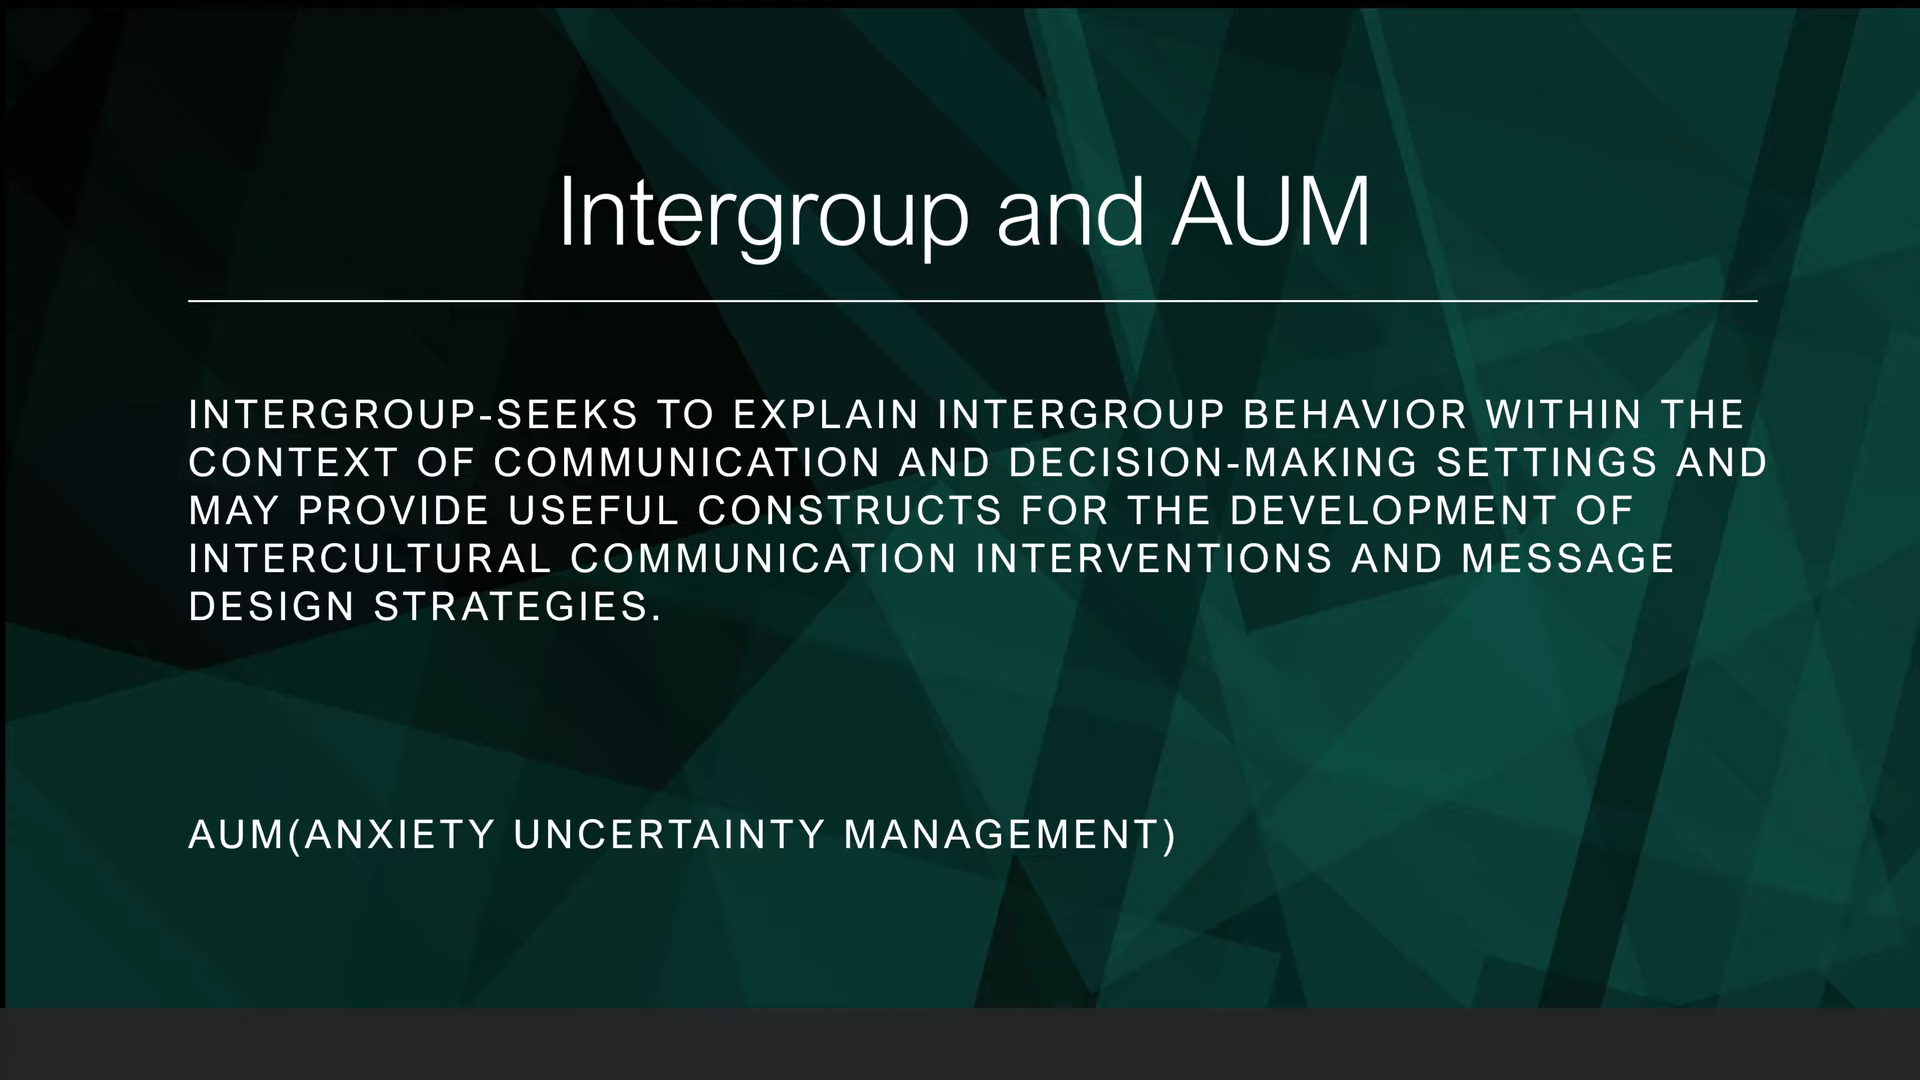 Intergroup and AUM
INTERGROUP-SEEKS TO EXPLAIN INTERGROUP BEHAVIOR WITHIN THE
CONTEXT OF COMMUNICATION AND DECISION-MAKING SETTINGS AND
MAY PROVIDE USEFUL CONSTRUCTS FOR THE DEVELOPMENT OF
INTERCULTURAL COMMUNICATION INTERVENTIONS AND MESSAGE
DESIGN STRATEGIES.
AUM(ANXIETY UNCERTAINTY MANAGEMENT)